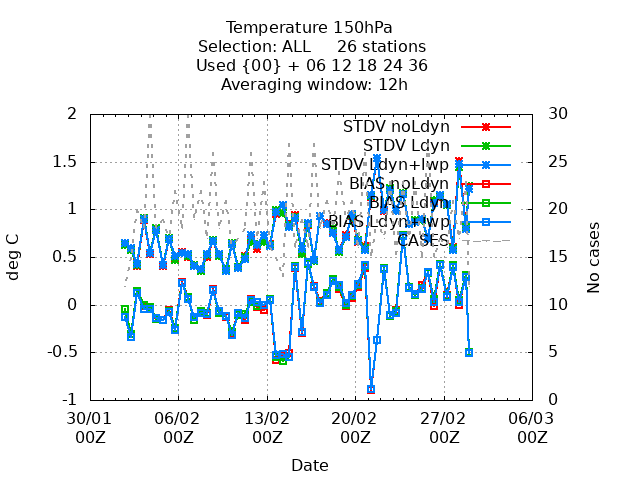 Temperature 150hPa
Selection: ALL 26 stations
Used {00} + 06 12 18 24 36
Averaging window: 12h
2
1.5
1
0.5
0
-0.5
-1
deg C
30
25
20
15
10
5
0
No cases
STDV noLdyn
STDV Ldyn
STDV Ldyn+lwp
BIAS noLdyn
BIAS Ldyn
BIAS Ldyn+lwp
CASES
30/01 06/02 13/02 20/02 27/02 06/03
00Z 00Z 00Z 00Z 00Z 00Z
Date